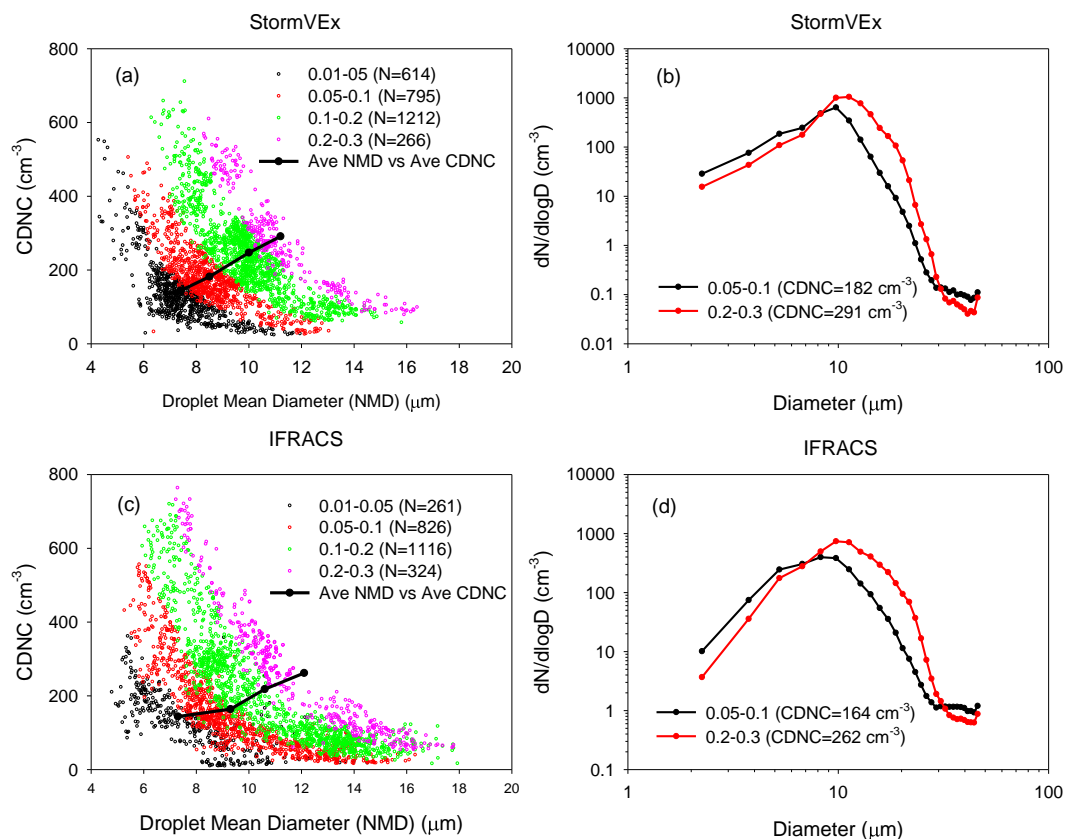 StormVEx
(a)
0.01-05 (N=614)
0.05-0.1 (N=795)
0.1-0.2 (N=1212)
0.2-0.3 (N=266)
Ave NMD vs Ave CDNC
CDNC (cm-3)
800
600
400
200
0
4 6 8 10 12 14 16 18 20
Droplet Mean Diameter (NMD) (μm)
StormVEx
(b)
dN/dlogD (cm-3)
10000
1000
100
10
1
0.1
0.01
0.05-0.1 (CDNC=182 cm-3)
0.2-0.3 (CDNC=291 cm-3)
1 10 100
Diameter (μm)
IFRACS
(c)
0.01-0.05 (N=261)
0.05-0.1 (N=826)
0.1-0.2 (N=1116)
0.2-0.3 (N=324)
Ave NMD vs Ave CDNC
CDNC (cm-3)
800
600
400
200
0
4 6 8 10 12 14 16 18 20
Droplet Mean Diameter (NMD) (μm)
IFRACS
(d)
dN/dlogD (cm-3)
10000
1000
100
10
1
0.1
0.05-0.1 (CDNC=164 cm-3)
0.2-0.3 (CDNC=262 cm-3)
1 10 100
Diameter (μm)